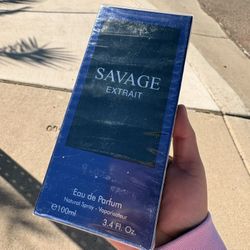 SAVAGE
EXTRAIT
Eau de Parfum
Natural Spray - Vaporisateur
℮100ml 3.4 Fl. Oz.